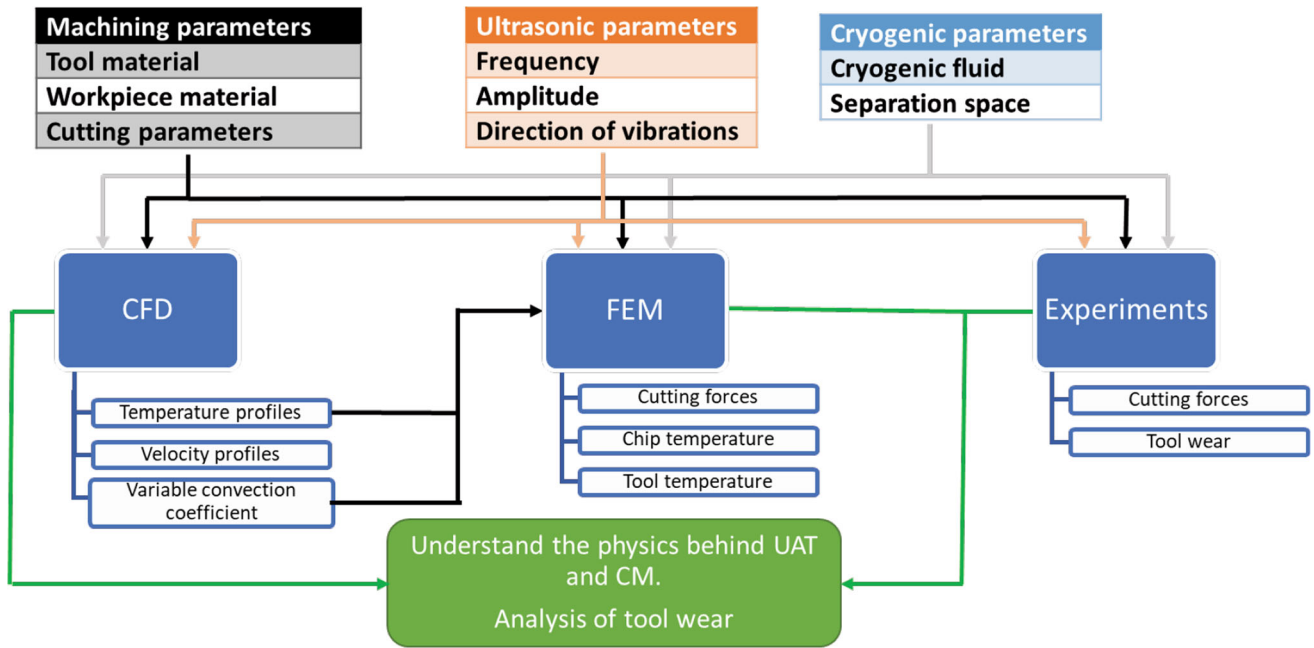 Machining parameters
Tool material
Workpiece material
Cutting parameters
Ultrasonic parameters
Frequency
Amplitude
Direction of vibrations
Cryogenic parameters
Cryogenic fluid
Separation space
CFD
Temperature profiles
Velocity profiles
Variable convection
coefficient
FEM
Cutting forces
Chip temperature
Tool temperature
Experiments
Cutting forces
Tool wear
Understand the physics behind UAT
and CM.
Analysis of tool wear